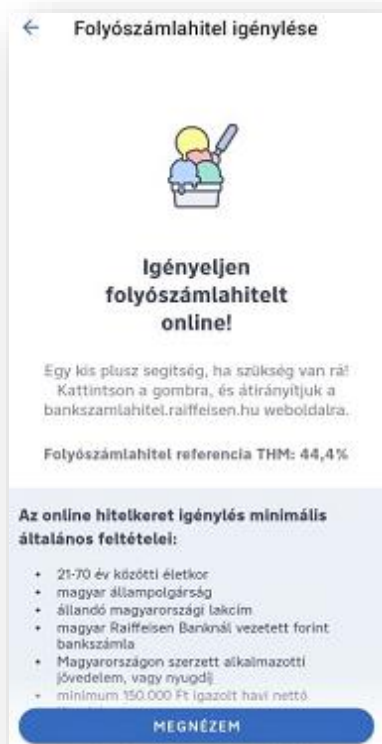 Folyószámlahitel igénylése
Igényeljen
folyószámlahitelt
online!
Egy kis plusz segítség, ha szükség van rá!
Kattintson a gombra, és átirányítjuk a
bankszamlahitel.raiffeisen.hu weboldalra.
Folyószámlahitel referencia THM: 44,4%
Az online hitelkeret igénylés minimális
általános feltételei:
• 21-70 év közötti életkor
• magyar állampolgárság
• állandó magyarországi lakcím
• magyar Raiffeisen Banknál vezetett forint
bankszámla
• Magyarországon szerzett alkalmazotti
jövedelem, vagy nyugdíj
• minimum 150.000 Ft igazolt havi nettó
MEGNÉZEM